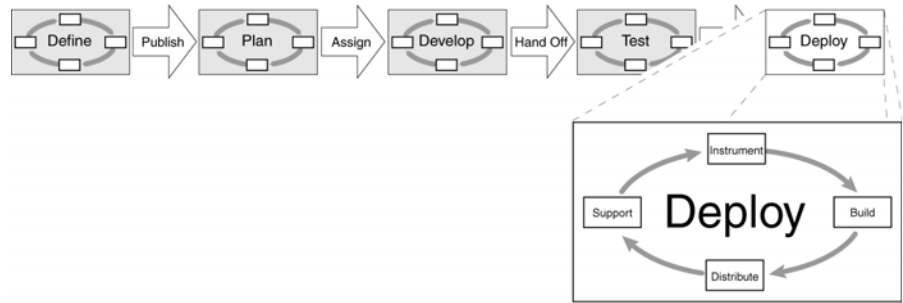 Define
Publish
Plan
Assign
Develop
Hand Off
Test
Deploy
Instrument
Support
Deploy
Build
Distribute